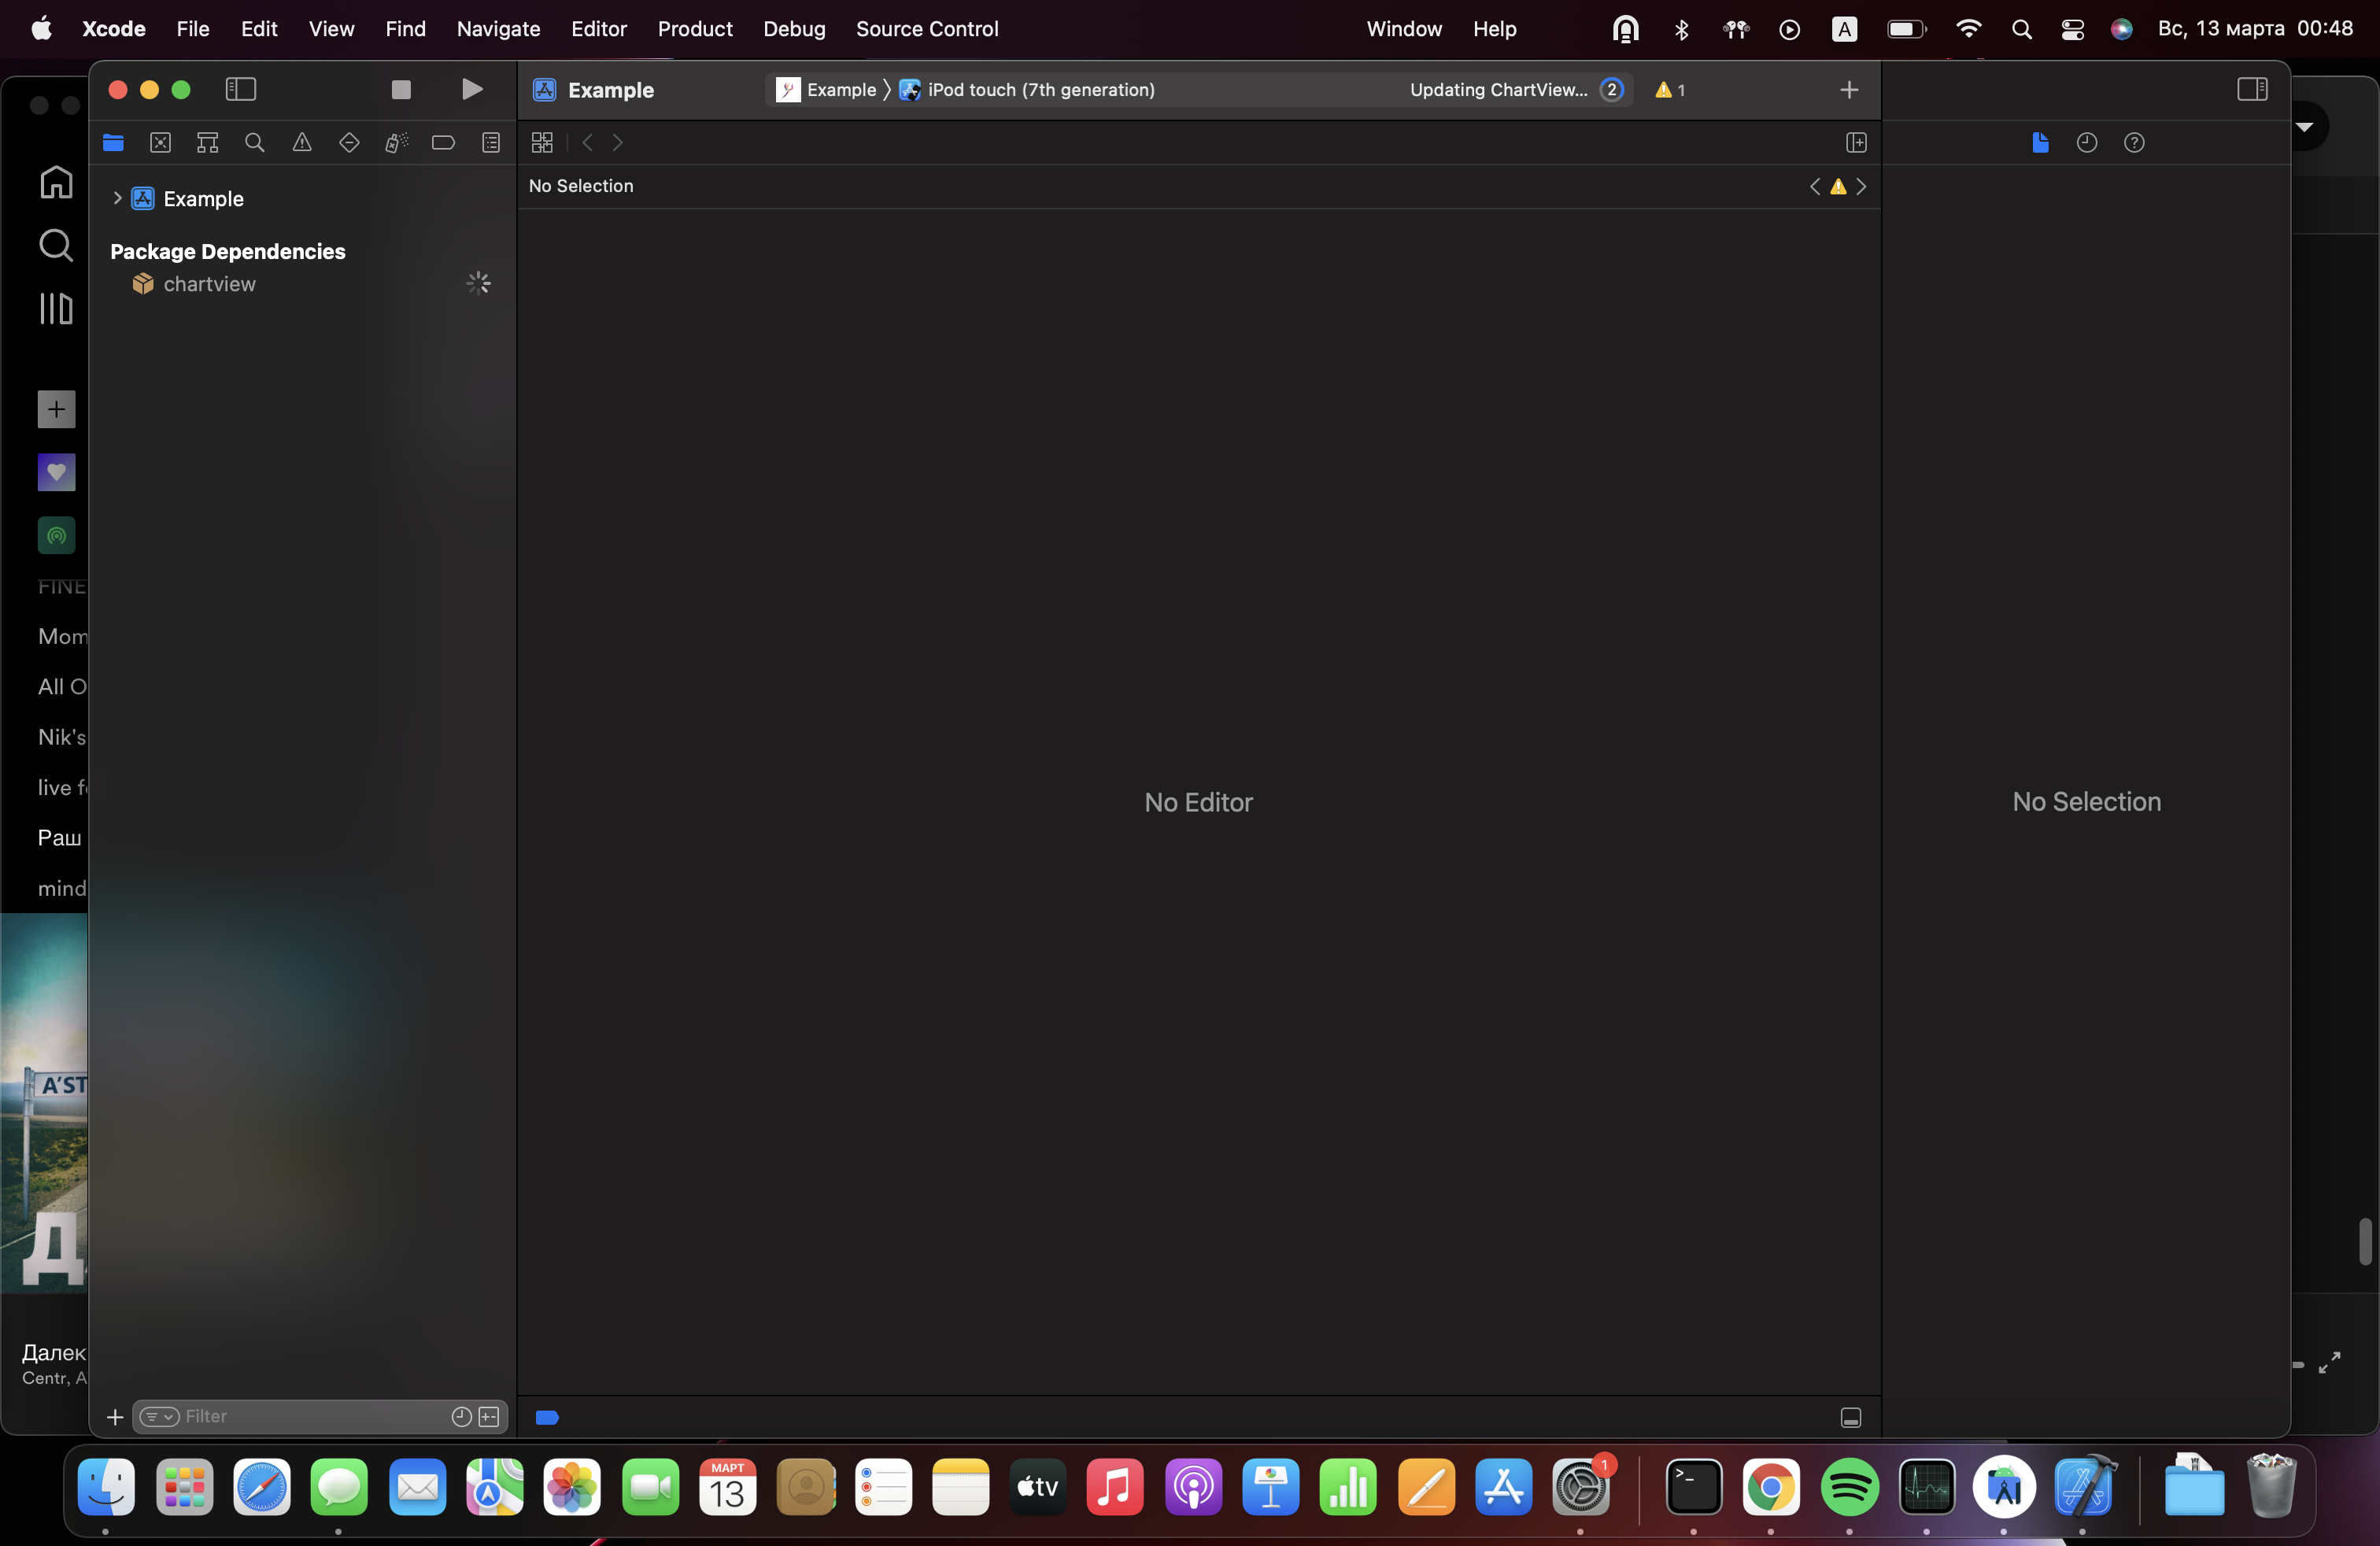 Xcode File Edit View Find Navigate Editor Product Debug Source Control Window Help A Вс, 13 марта 00:48
Example
Example iPod touch (7th generation) Updating ChartView... 2 1
No Selection
Example
Package Dependencies
chartview
FINE
Mom
All O
Nik's
live f
Раш
mind
No Editor
No Selection
A'ST
Д
Далек
Centr, A
Filter
МАРТ
13
tv
1